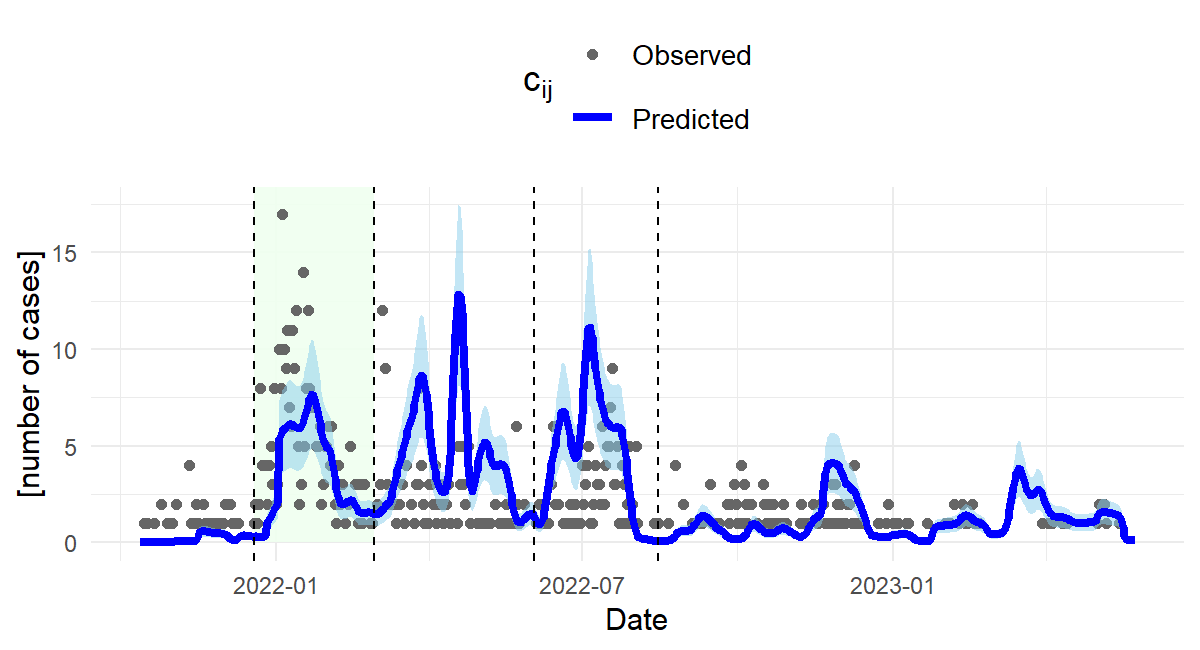 Observed
c_ij
Predicted
[number of cases]
15
10
5
0
2022-01
2022-07
2023-01
Date